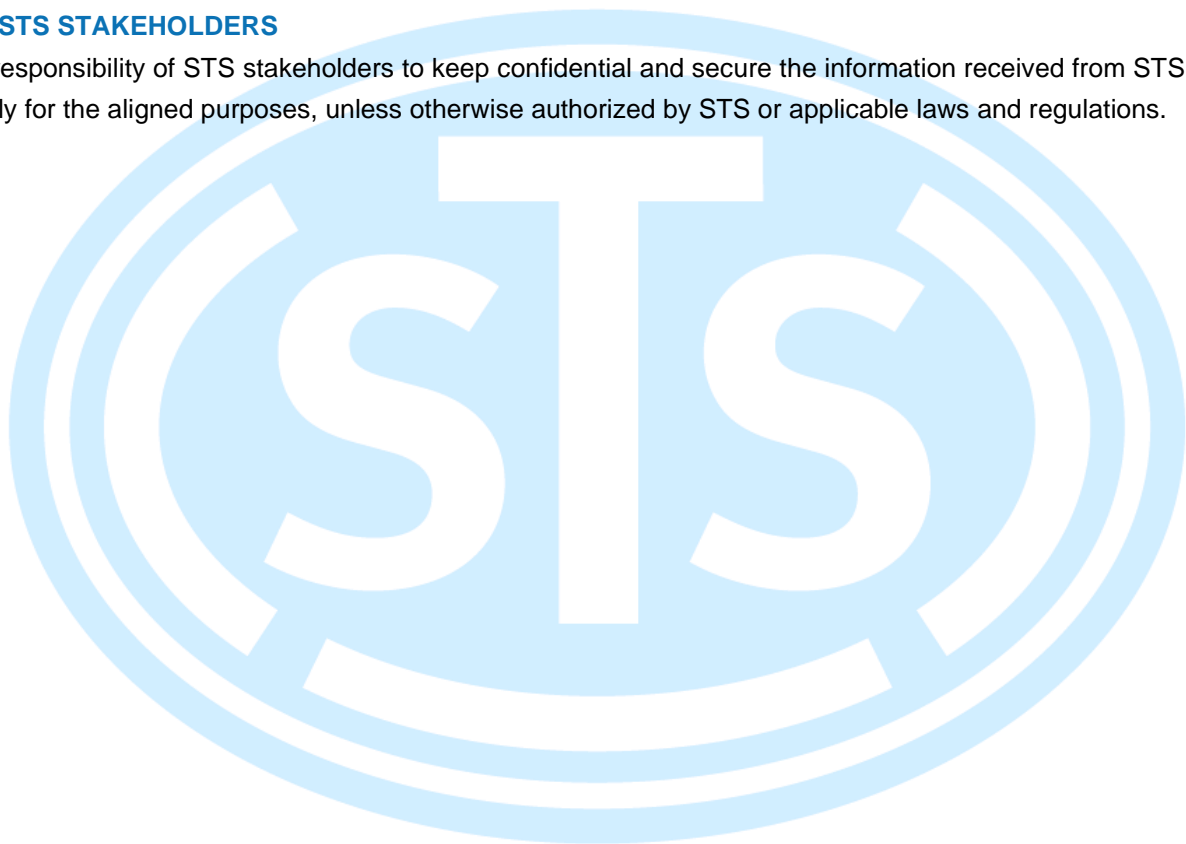 STS STAKEHOLDERS
responsibility of STS stakeholders to keep confidential and secure the information received from STS
ly for the aligned purposes, unless otherwise authorized by STS or applicable laws and regulations.
STS